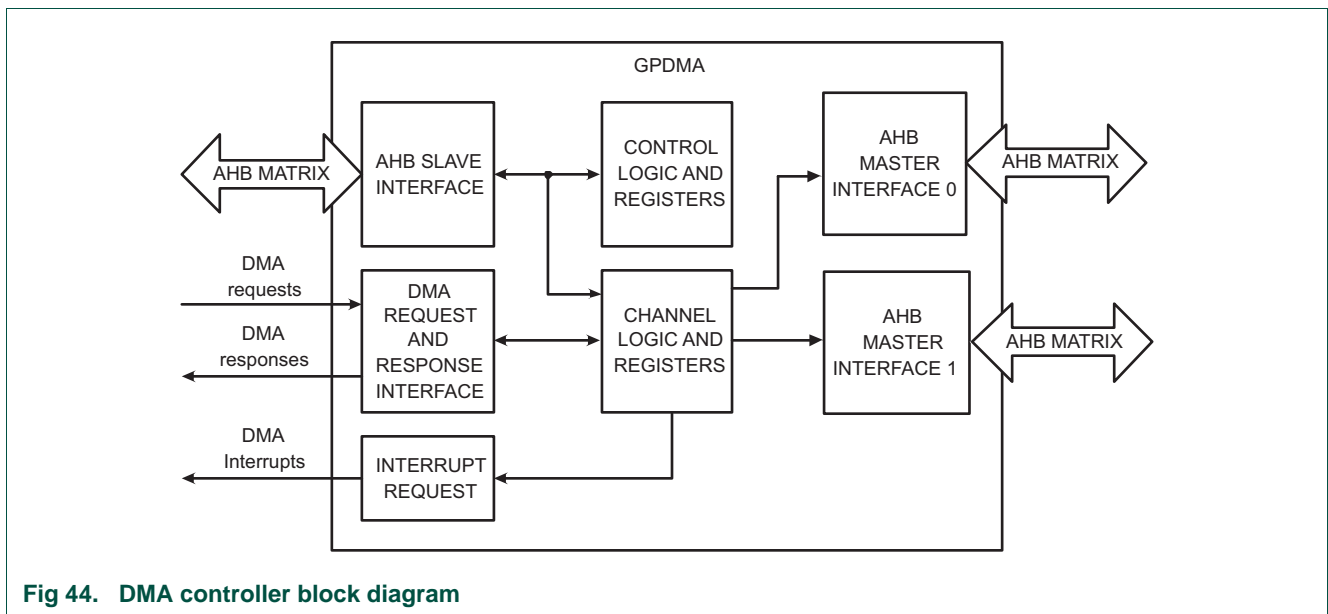 GPDMA
AHB MATRIX
AHB SLAVE
INTERFACE
CONTROL
LOGIC AND
REGISTERS
AHB
MASTER
INTERFACE 0
AHB MATRIX
DMA
requests
DMA
responses
DMA
REQUEST
AND
RESPONSE
INTERFACE
CHANNEL
LOGIC AND
REGISTERS
AHB
MASTER
INTERFACE 1
AHB MATRIX
DMA
Interrupts
INTERRUPT
REQUEST
Fig 44. DMA controller block diagram